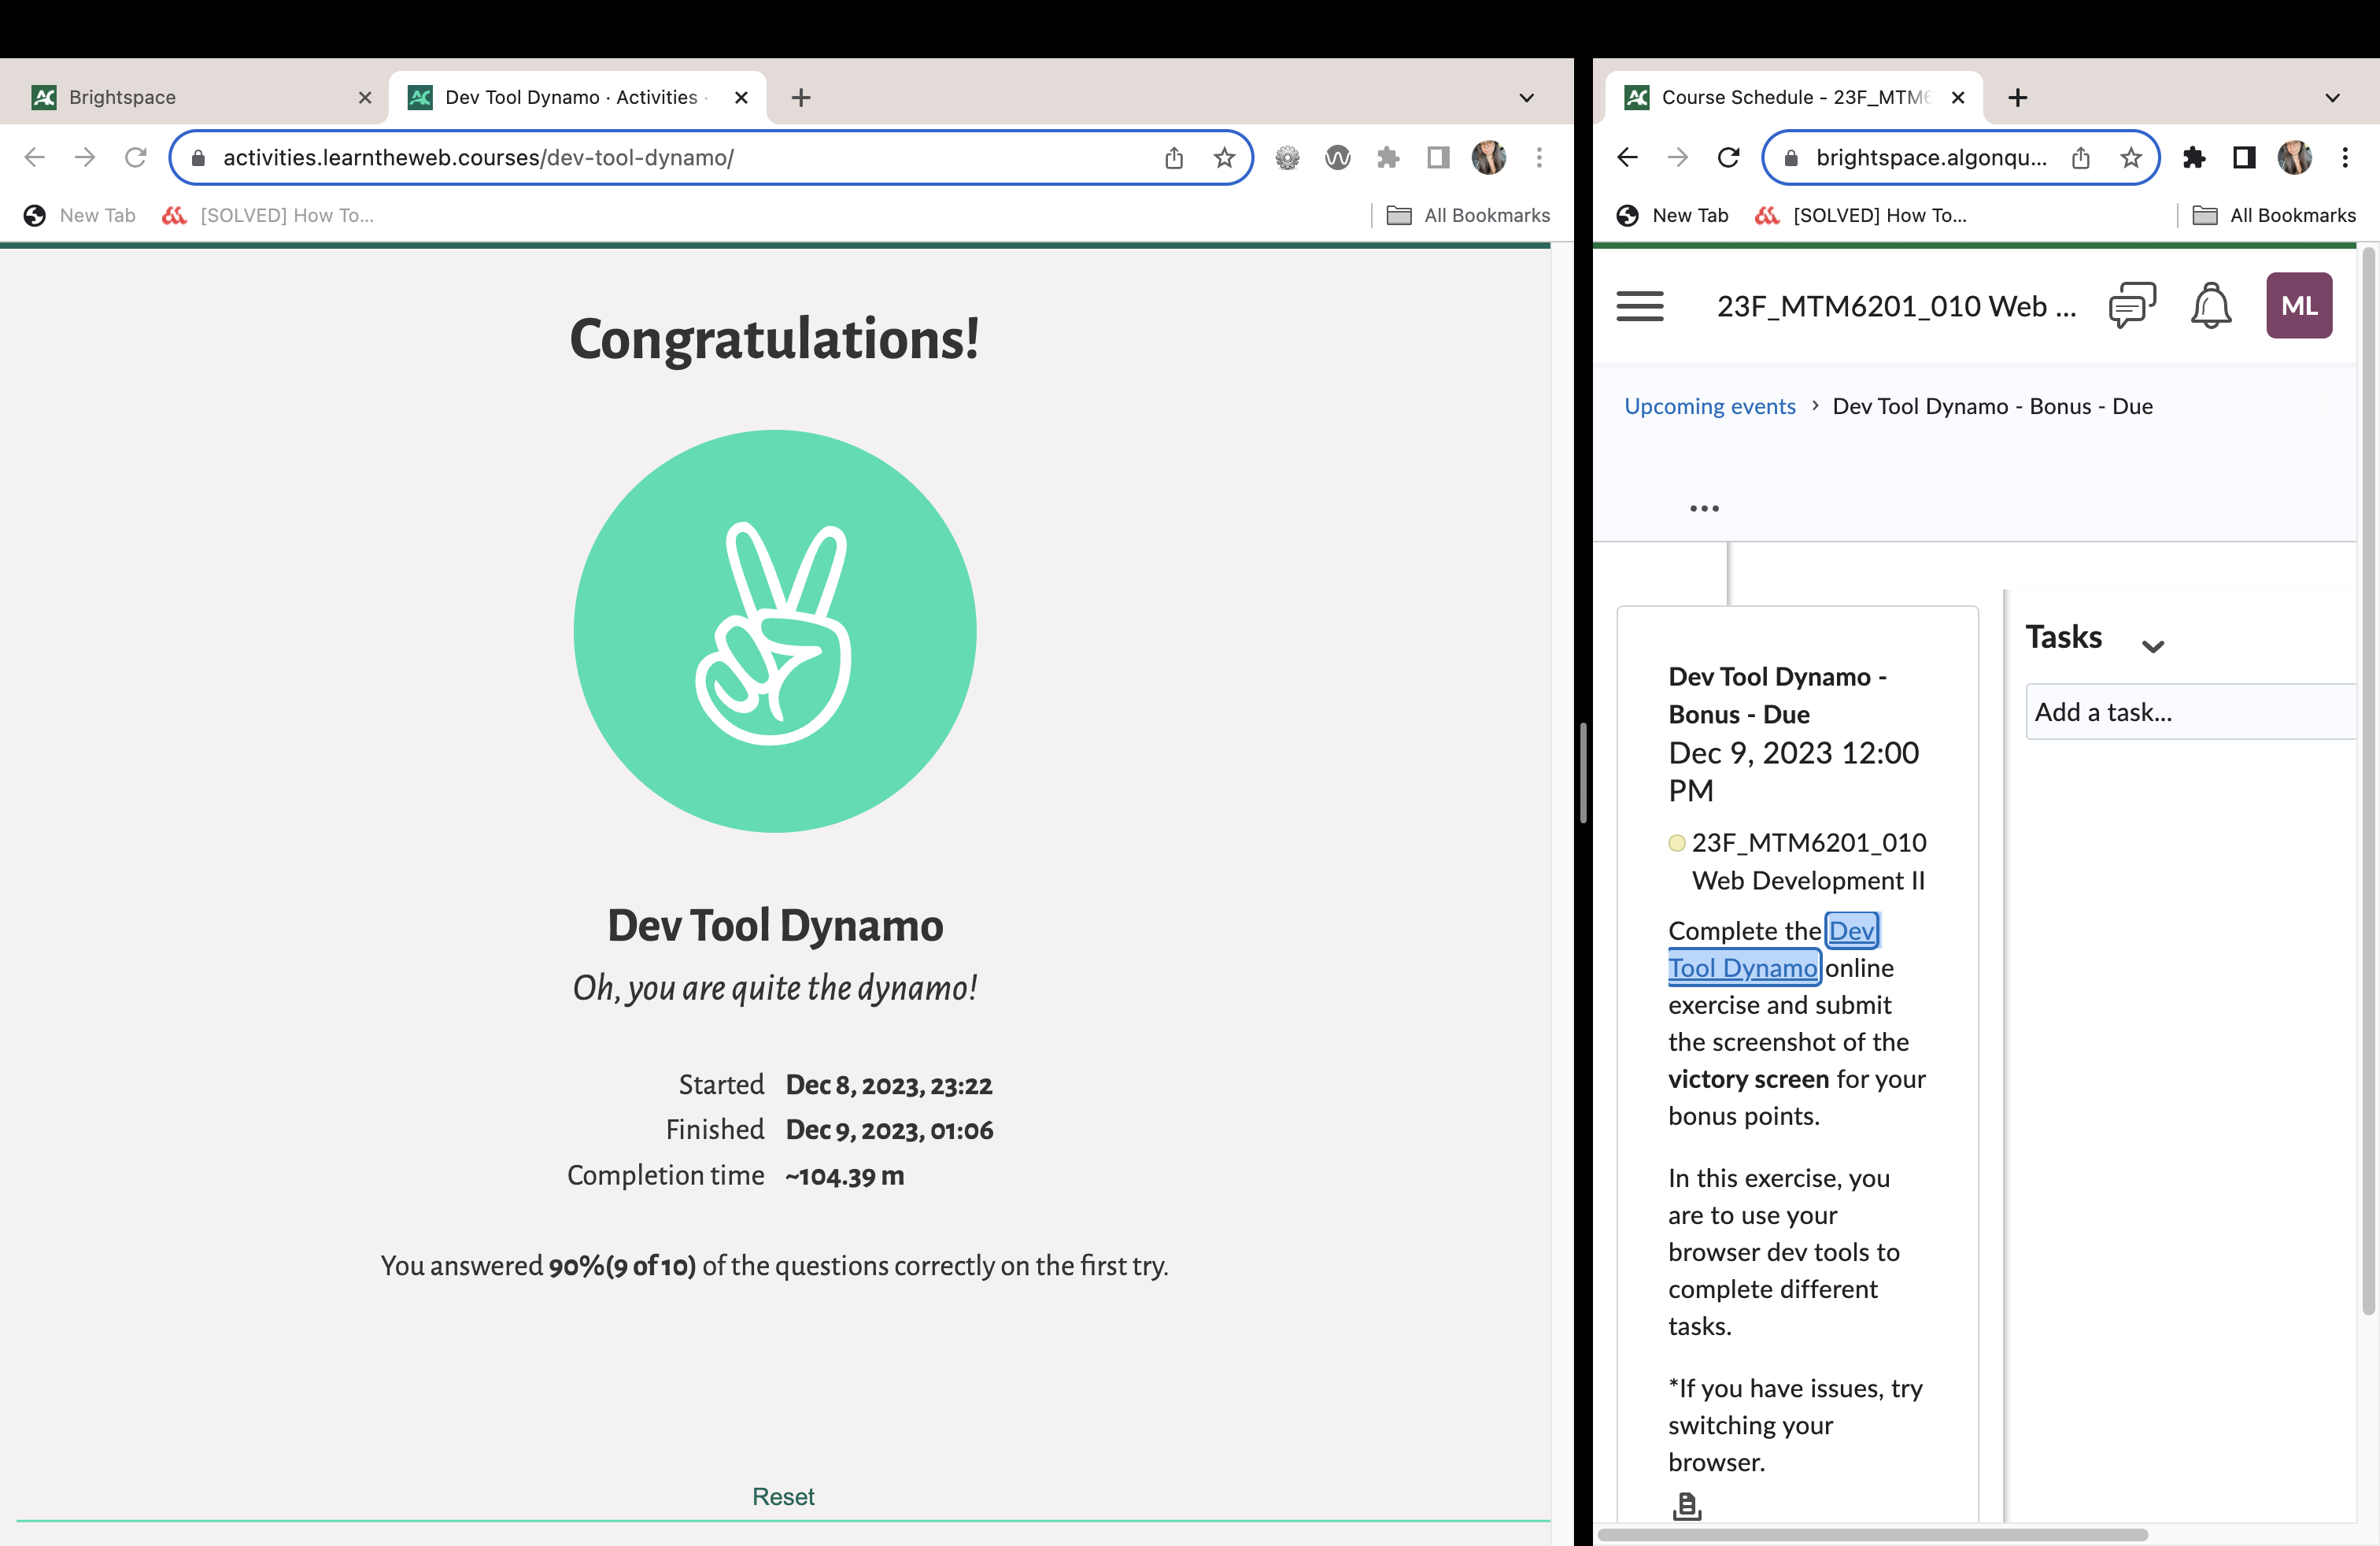 Brightspace
Dev Tool Dynamo · Activities ·
activities.learntheweb.courses/dev-tool-dynamo/
New Tab
[SOLVED] How To...
All Bookmarks
Congratulations!
Dev Tool Dynamo
Oh, you are quite the dynamo!
Started Dec 8, 2023, 23:22
Finished Dec 9, 2023, 01:06
Completion time ~104.39 m
You answered 90%(9 of 10) of the questions correctly on the first try.
Reset
Course Schedule - 23F_MTM6
brightspace.algonqu...
New Tab
[SOLVED] How To...
All Bookmarks
23F_MTM6201_010 Web ...
ML
Upcoming events › Dev Tool Dynamo - Bonus - Due
Dev Tool Dynamo -
Bonus - Due
Dec 9, 2023 12:00
PM
23F_MTM6201_010
Web Development II
Complete the Dev
Tool Dynamo online
exercise and submit
the screenshot of the
victory screen for your
bonus points.
In this exercise, you
are to use your
browser dev tools to
complete different
tasks.
*If you have issues, try
switching your
browser.
Tasks
Add a task...